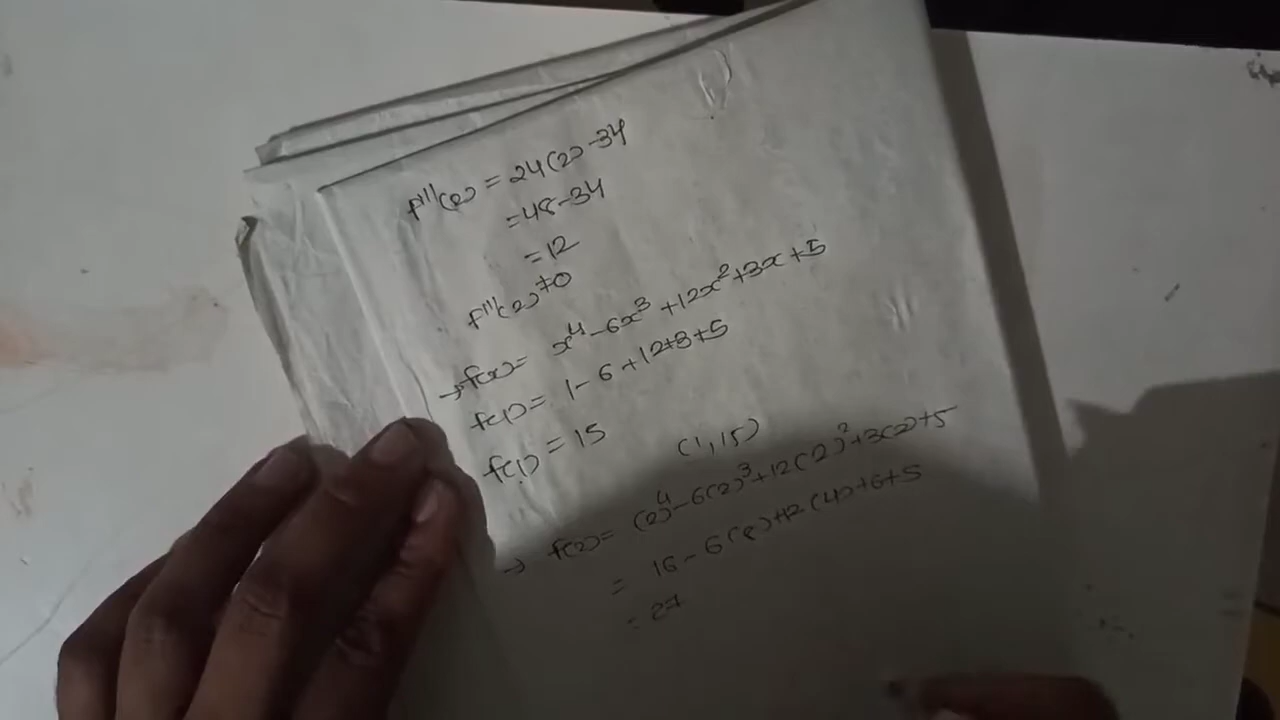 f'''(2) = 24(2)-34
=48-34
=12
f'''(2)≠0
→f(x)= x⁴-6x³+12x²+3x+5
f(1)= 1-6+12+3+5
f(1)=15 (1,15)
→ f(2)= (2)⁴-6(2)³+12(2)²+3(2)+5
= 16-6(8)+12(4)+6+5
=27